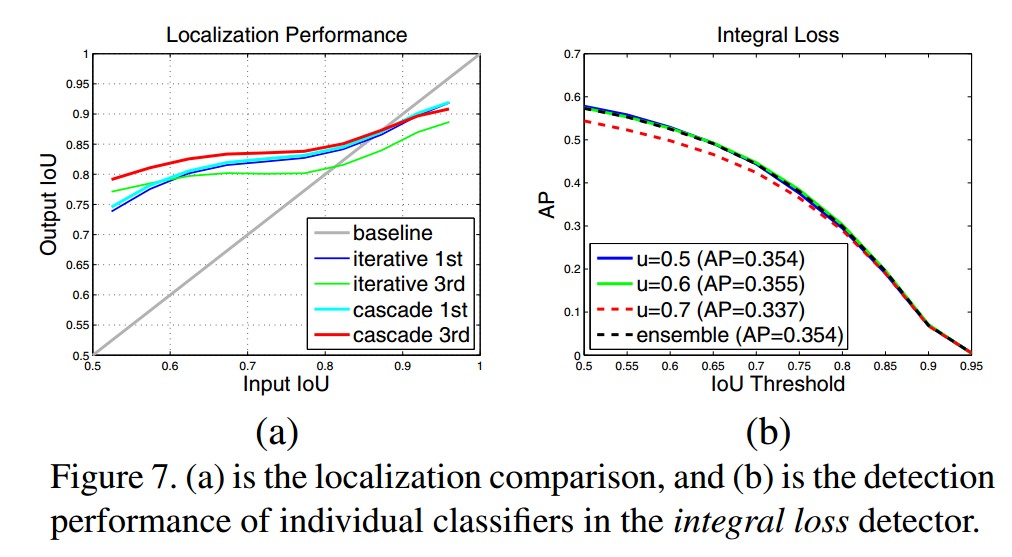 Localization Performance
Output IoU
1
0.95
0.9
0.85
0.8
0.75
0.7
0.65
0.6
0.55
0.5
baseline
iterative 1st
iterative 3rd
cascade 1st
cascade 3rd
0.5 0.6 0.7 0.8 0.9 1
Input IoU
(a)
Integral Loss
AP
0.7
0.6
0.5
0.4
0.3
0.2
0.1
0
u=0.5 (AP=0.354)
u=0.6 (AP=0.355)
u=0.7 (AP=0.337)
ensemble (AP=0.354)
0.5 0.55 0.6 0.65 0.7 0.75 0.8 0.85 0.9 0.95
IoU Threshold
(b)
Figure 7. (a) is the localization comparison, and (b) is the detection
performance of individual classifiers in the integral loss detector.